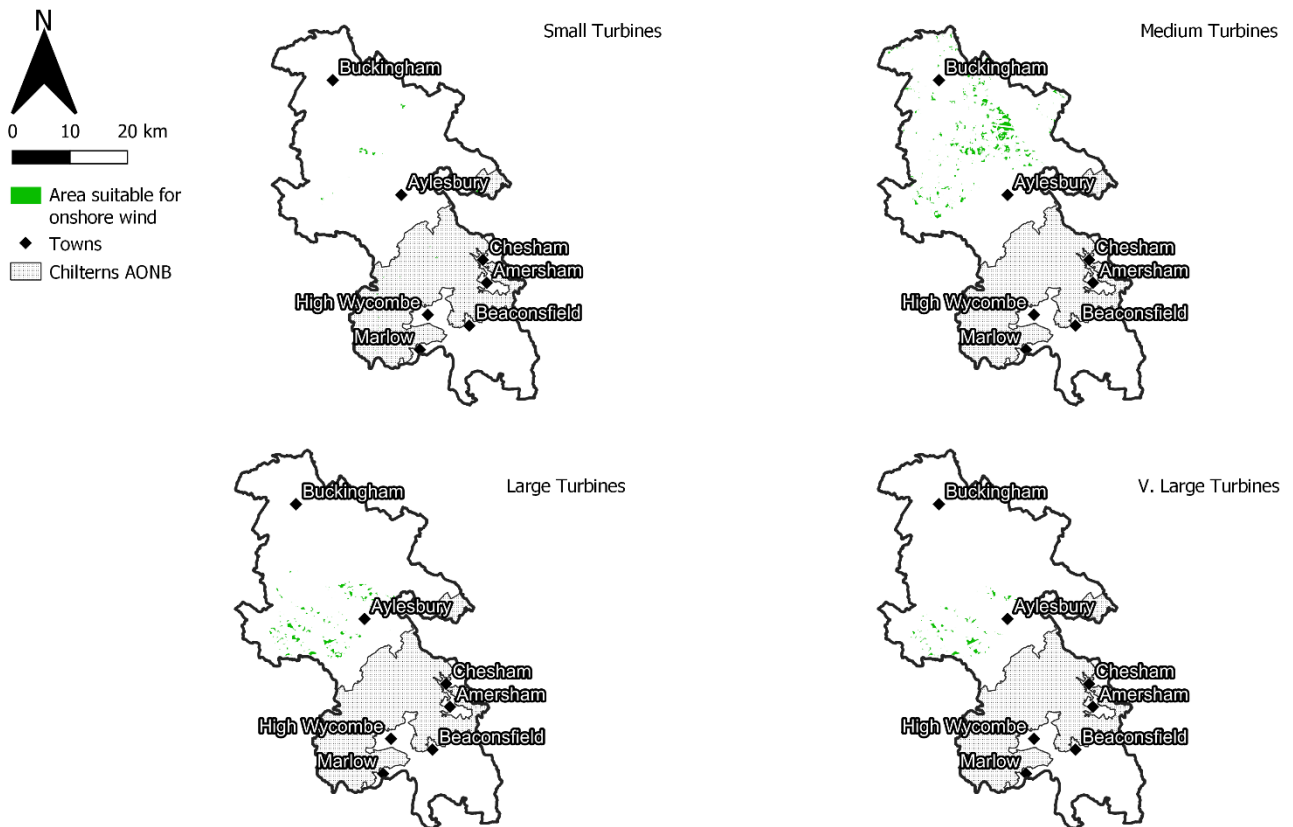 N
0 10 20 km
Area suitable for
onshore wind
Towns
Chilterns AONB
Small Turbines
Buckingham
Aylesbury
Chesham
Amersham
High Wycombe
Beaconsfield
Marlow
Medium Turbines
Buckingham
Aylesbury
Chesham
Amersham
High Wycombe
Beaconsfield
Marlow
Large Turbines
Buckingham
Aylesbury
Chesham
Amersham
High Wycombe
Beaconsfield
Marlow
V. Large Turbines
Buckingham
Aylesbury
Chesham
Amersham
High Wycombe
Beaconsfield
Marlow